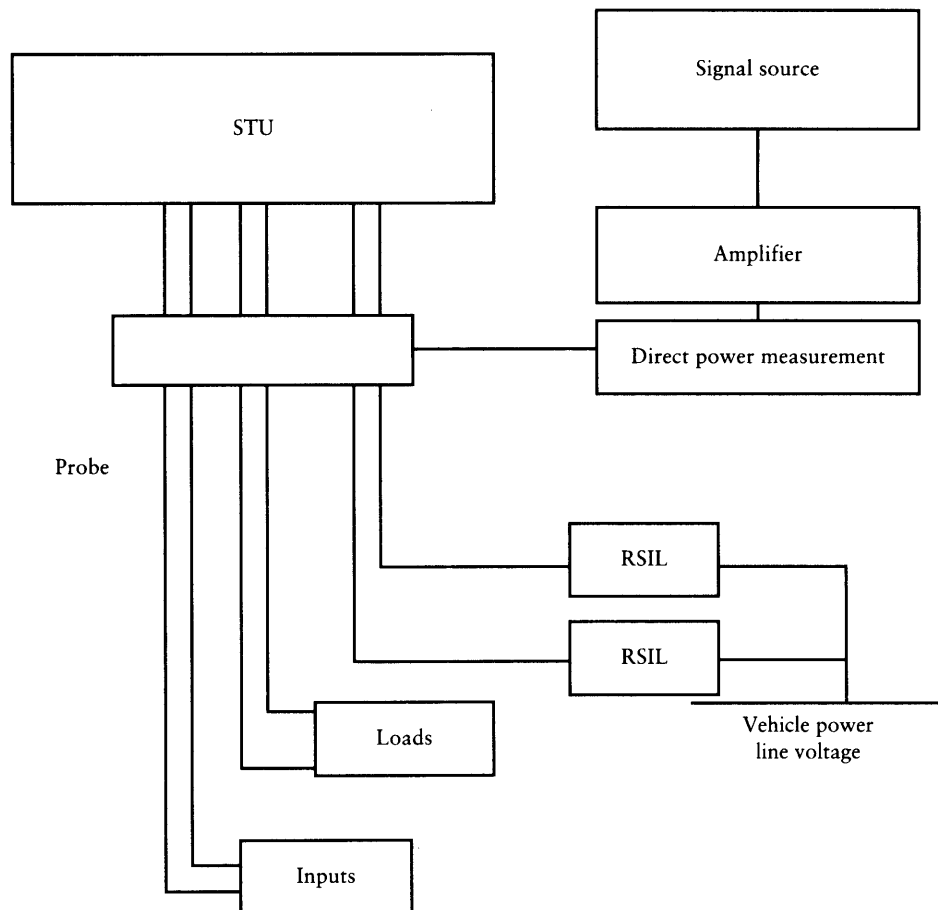 Signal source
STU
Amplifier
Direct power measurement
Probe
RSIL
RSIL
Loads
Vehicle power
line voltage
Inputs